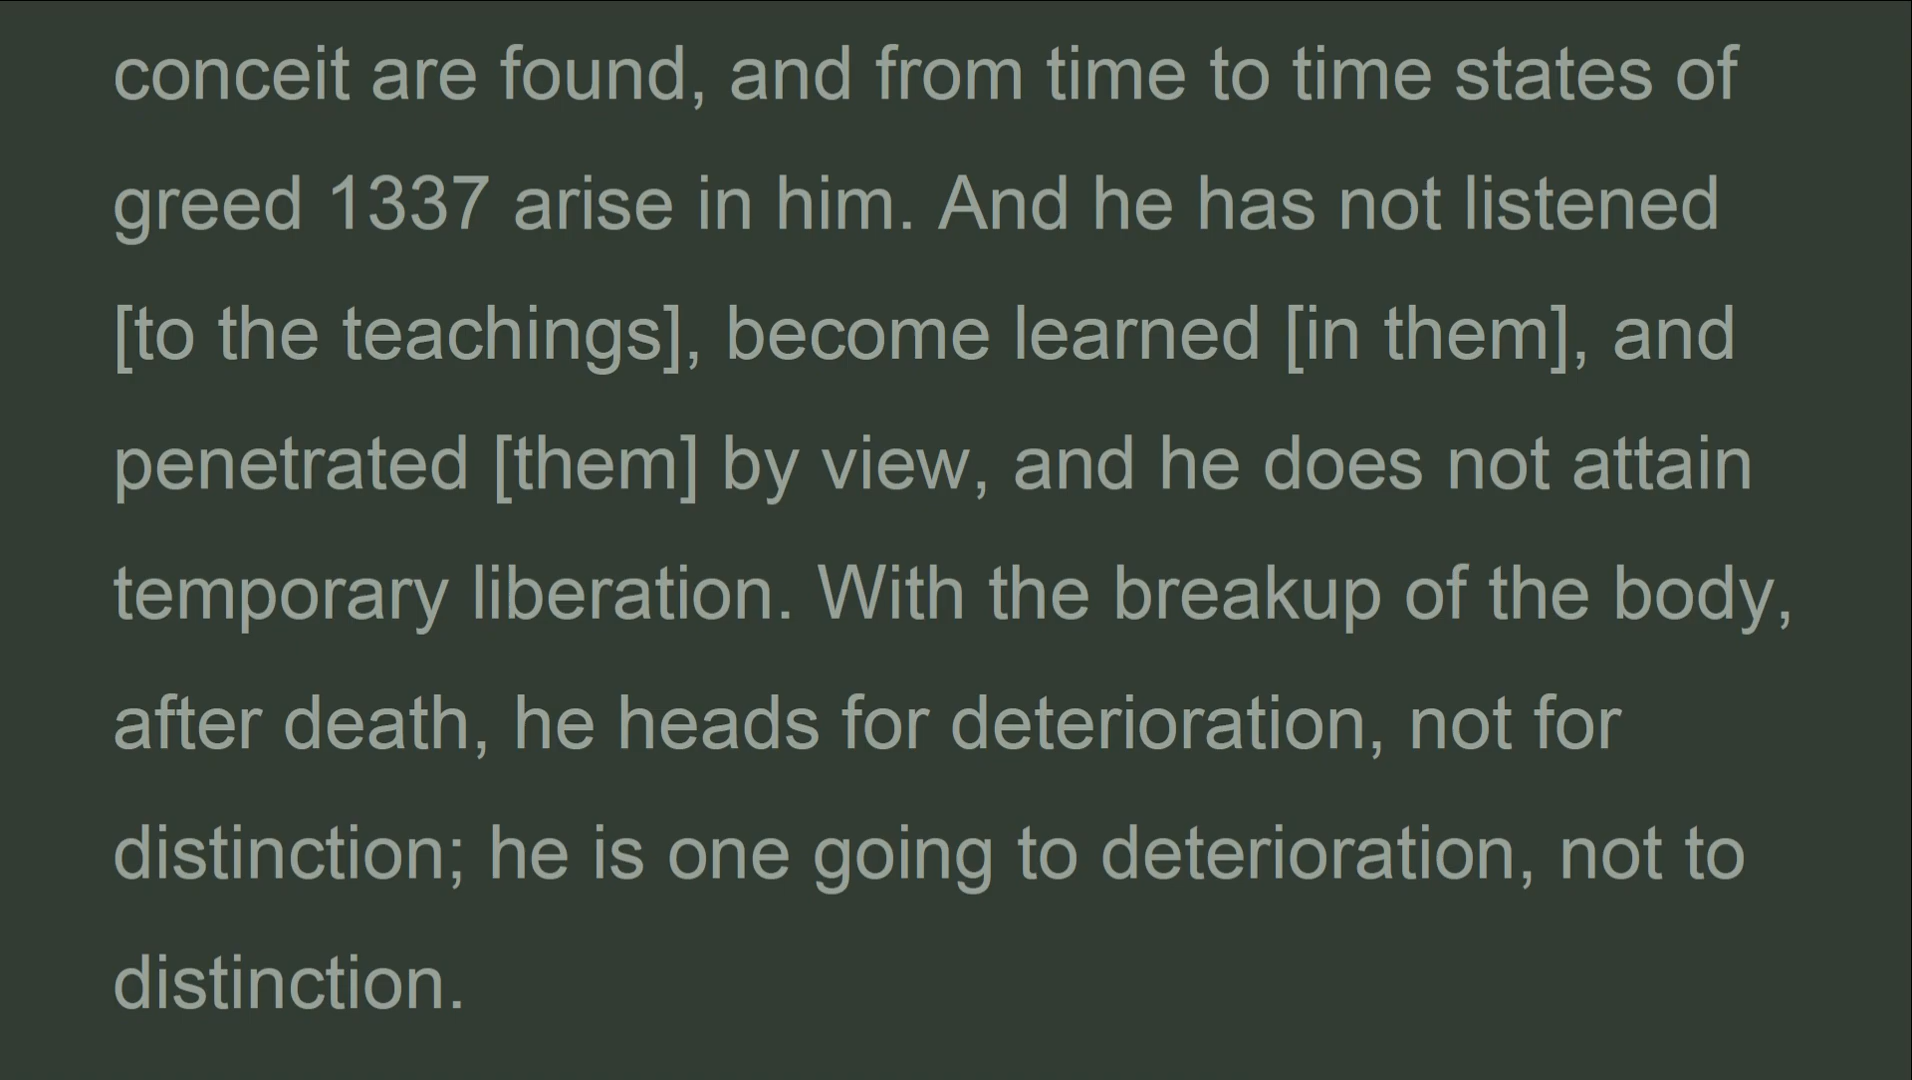 conceit are found, and from time to time states of
greed 1337 arise in him. And he has not listened
[to the teachings], become learned [in them], and
penetrated [them] by view, and he does not attain
temporary liberation. With the breakup of the body,
after death, he heads for deterioration, not for
distinction; he is one going to deterioration, not to
distinction.